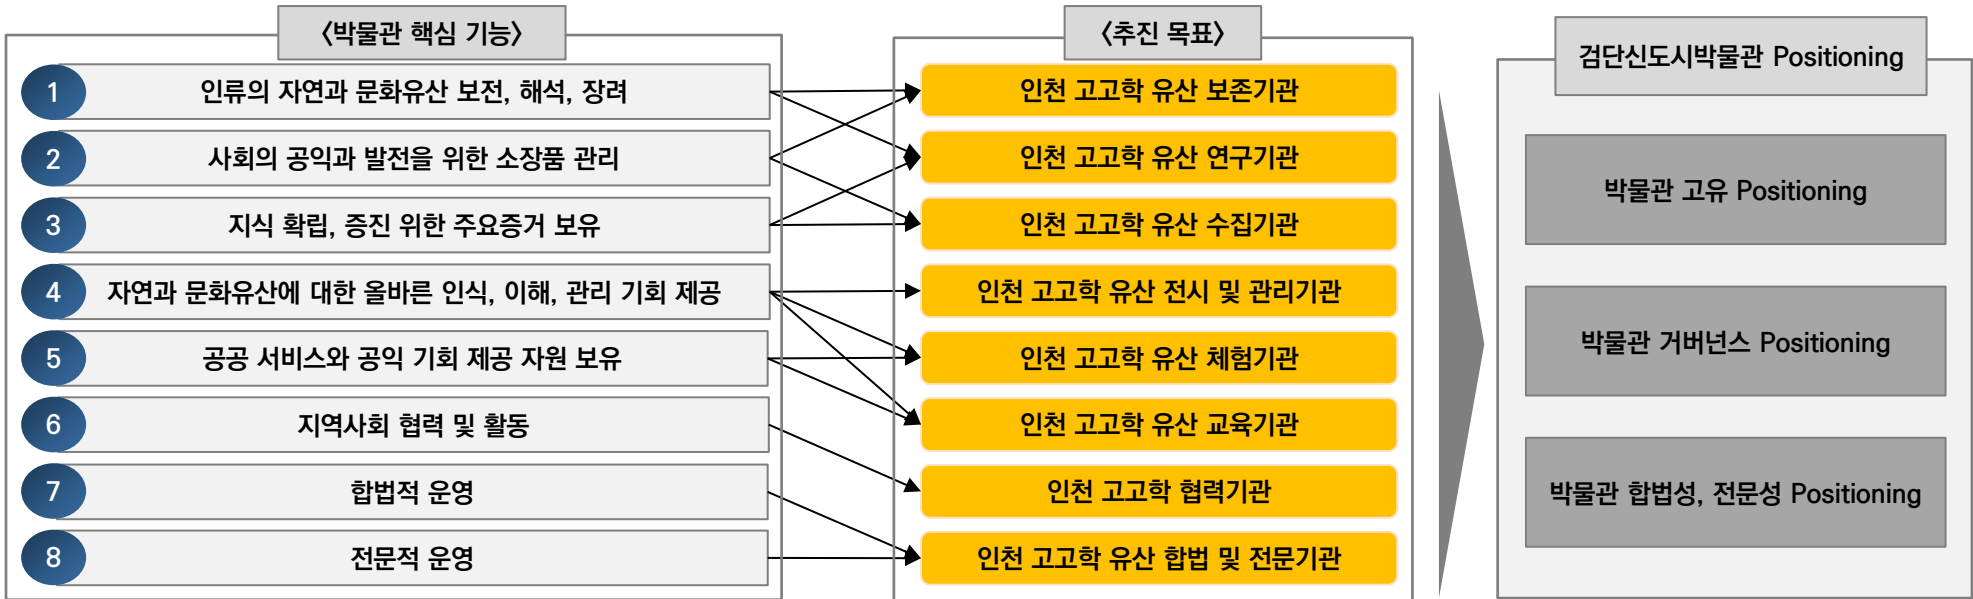 <박물관 핵심 기능>
1 인류의 자연과 문화유산 보전, 해석, 장려
2 사회의 공익과 발전을 위한 소장품 관리
3 지식 확립, 증진 위한 주요증거 보유
4 자연과 문화유산에 대한 올바른 인식, 이해, 관리 기회 제공
5 공공 서비스와 공익 기회 제공 자원 보유
6 지역사회 협력 및 활동
7 합법적 운영
8 전문적 운영
<추진 목표>
인천 고고학 유산 보존기관
인천 고고학 유산 연구기관
인천 고고학 유산 수집기관
인천 고고학 유산 전시 및 관리기관
인천 고고학 유산 체험기관
인천 고고학 유산 교육기관
인천 고고학 협력기관
인천 고고학 유산 합법 및 전문기관
검단신도시박물관 Positioning
박물관 고유 Positioning
박물관 거버넌스 Positioning
박물관 합법성, 전문성 Positioning